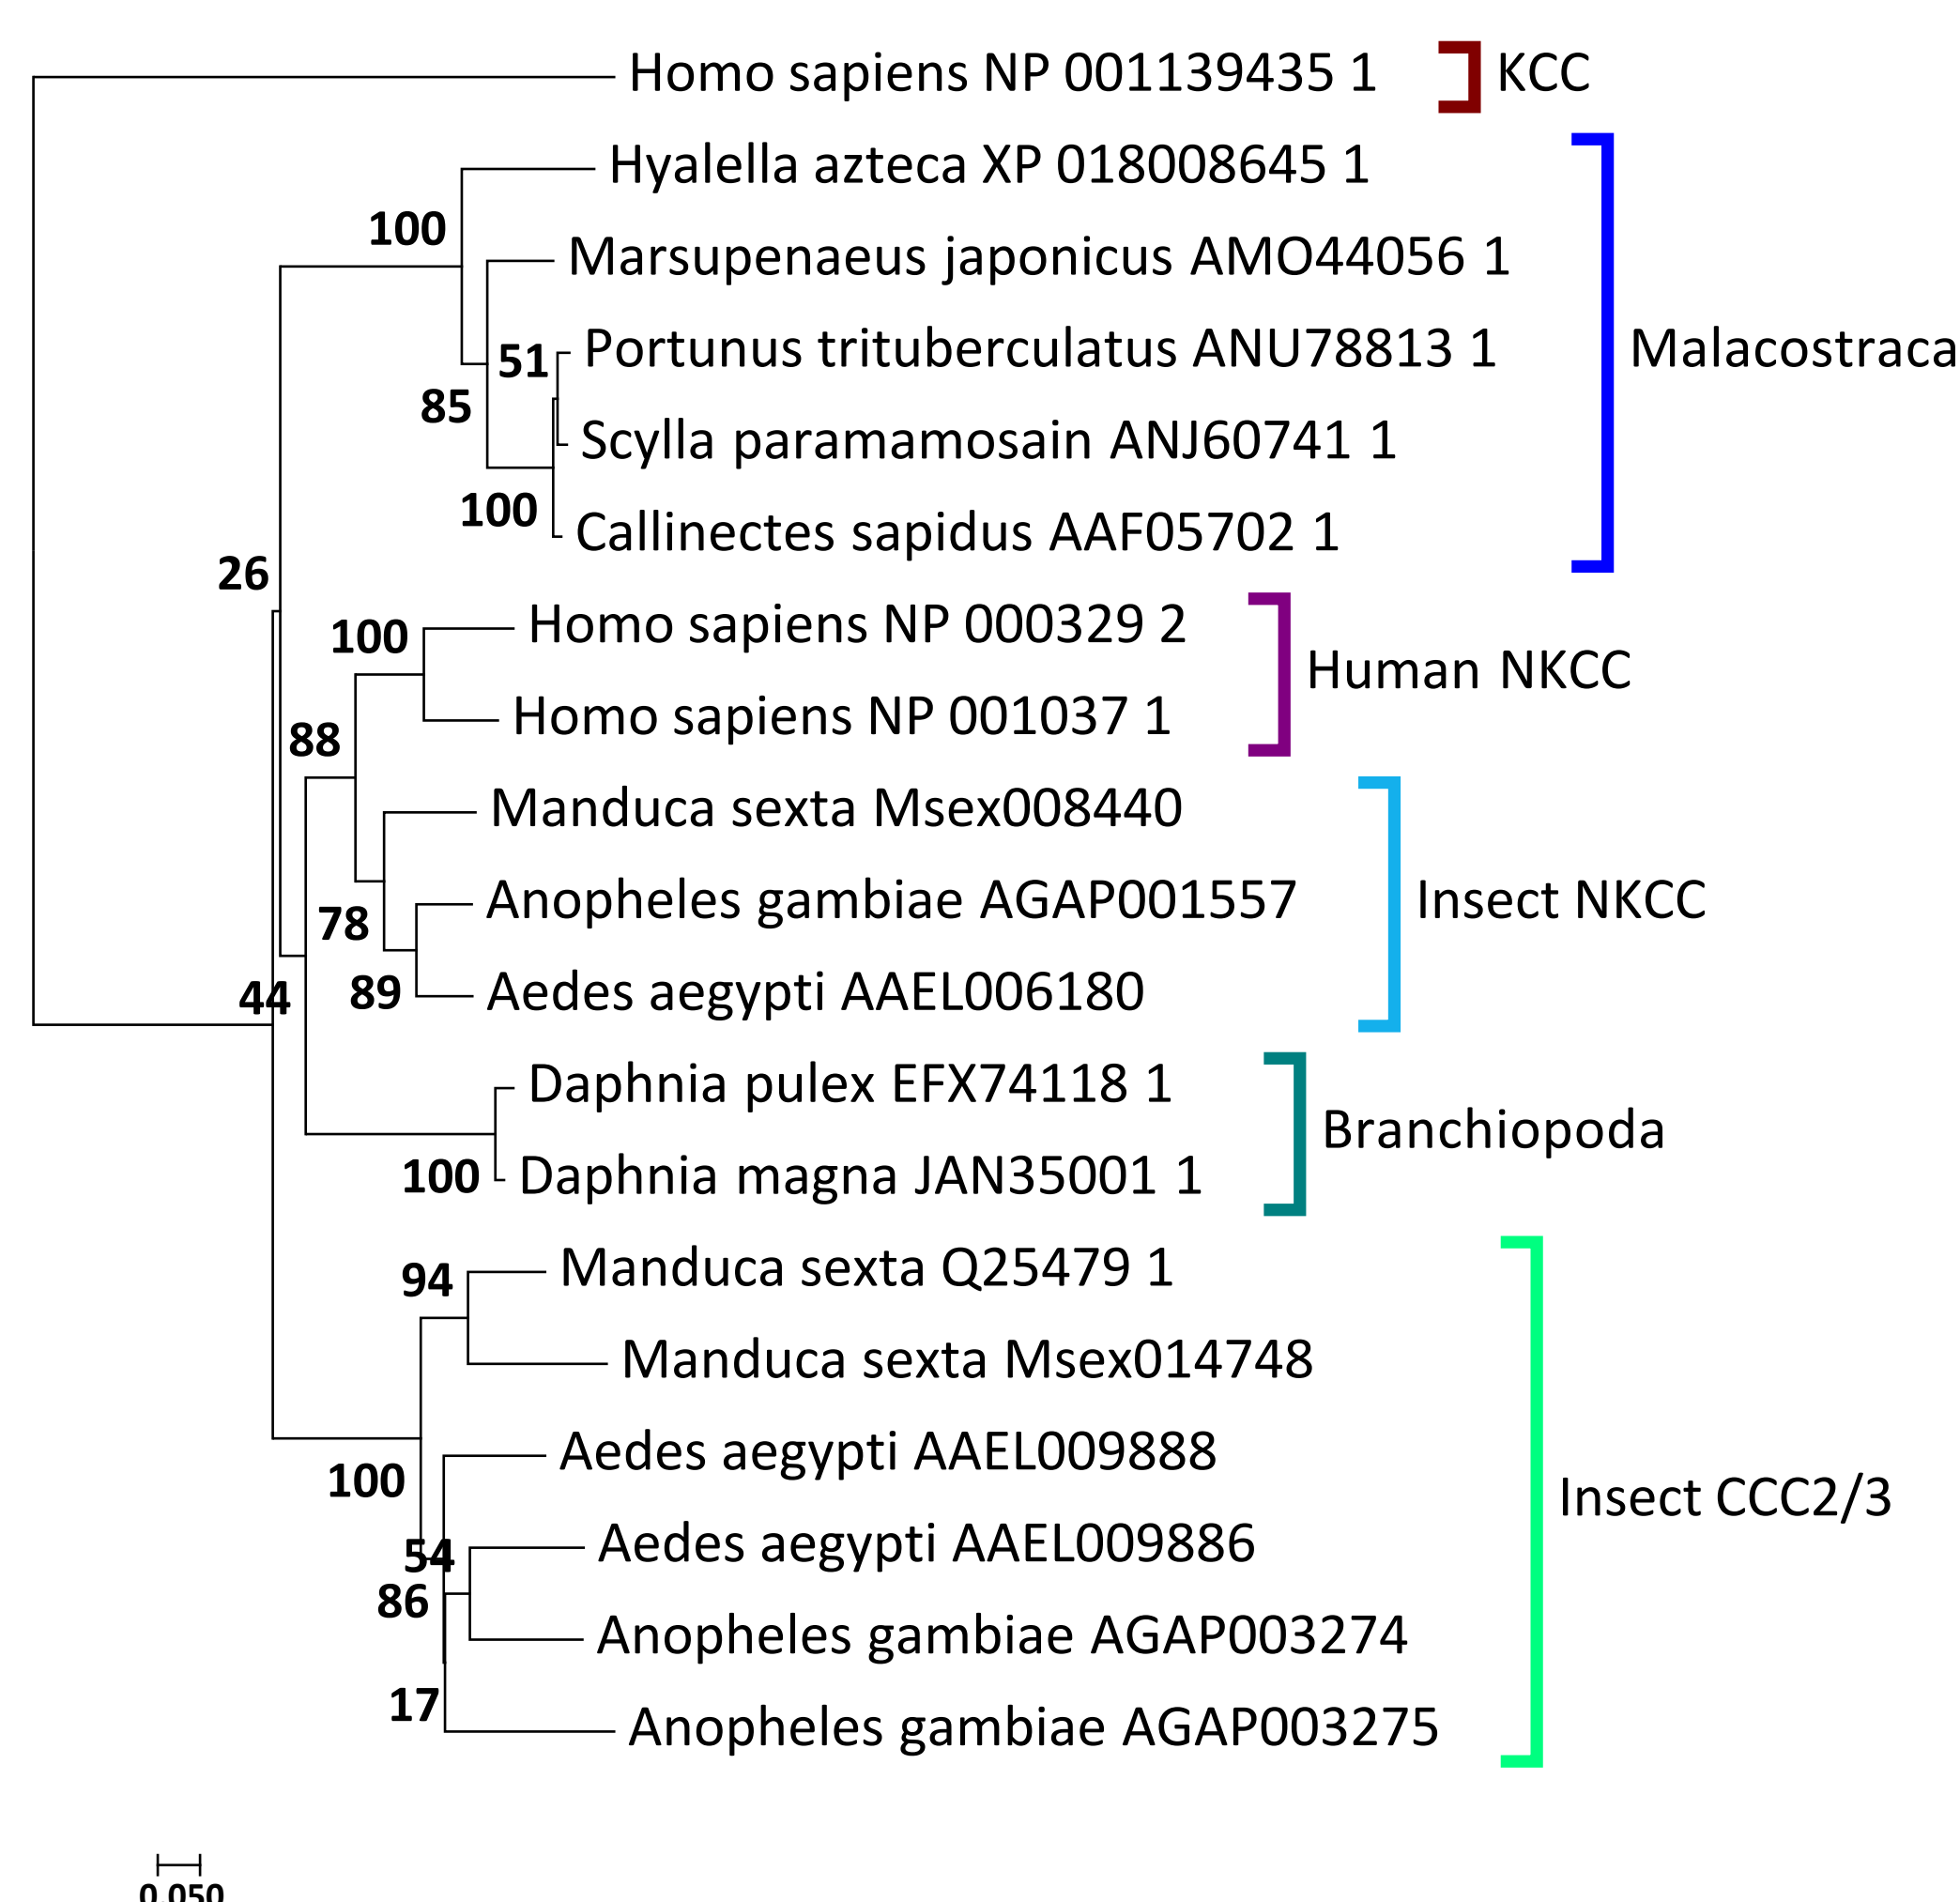 Homo sapiens NP 001139435 1
KCC
Hyalella azteca XP 018008645 1
100
Marsupenaeus japonicus AMO44056 1
51
Portunus trituberculatus ANU78813 1
Malacostraca
85
Scylla paramamosain ANJ60741 1
100
Callinectes sapidus AAF05702 1
26
100
Homo sapiens NP 000329 2
Human NKCC
Homo sapiens NP 001037 1
88
Manduca sexta Msex008440
Anopheles gambiae AGAP001557
Insect NKCC
78
44
89
Aedes aegypti AAEL006180
Daphnia pulex EFX74118 1
Branchiopoda
100
Daphnia magna JAN35001 1
94
Manduca sexta Q25479 1
Manduca sexta Msex014748
Aedes aegypti AAEL009888
100
Insect CCC2/3
54
Aedes aegypti AAEL009886
86
Anopheles gambiae AGAP003274
17
Anopheles gambiae AGAP003275
0.050